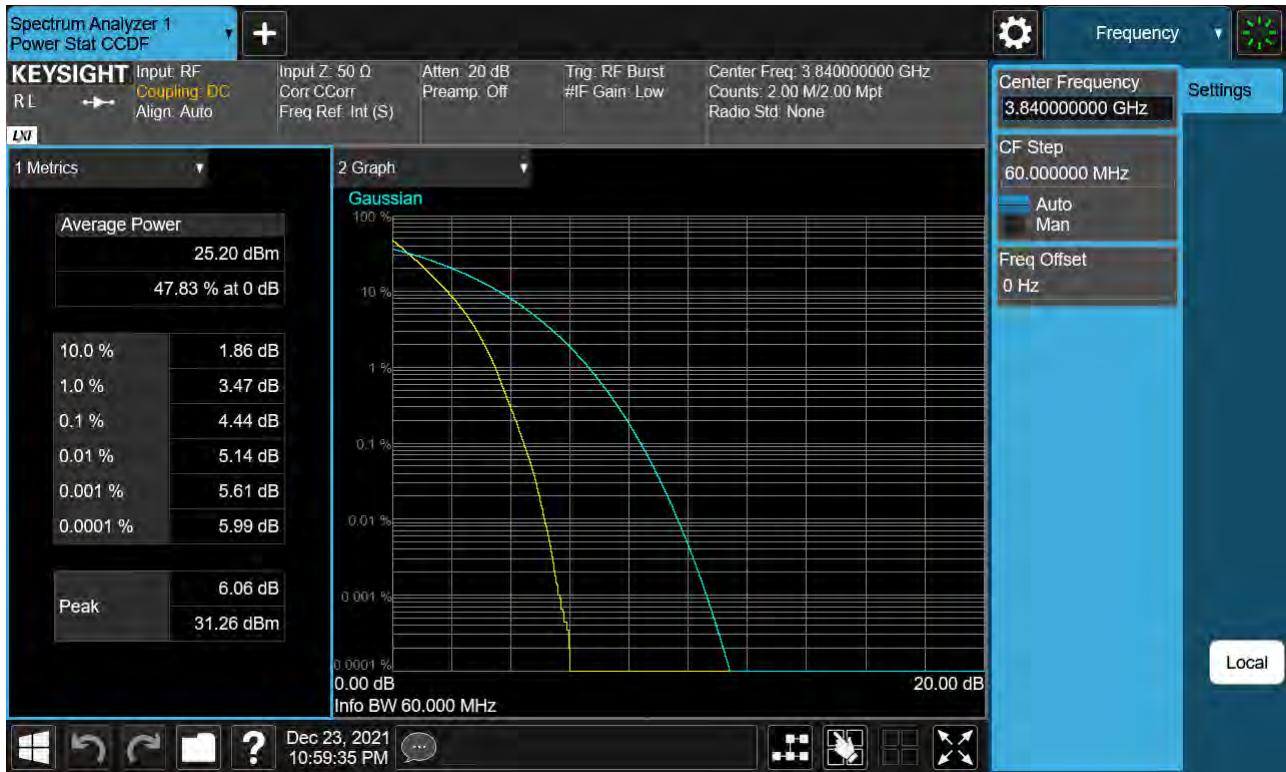 Spectrum Analyzer 1
Power Stat CCDF
+
Frequency
KEYSIGHT
RL
LXI
Input: RF
Coupling: DC
Align: Auto
Input Z: 50 Ω
Corr CCorr
Freq Ref: Int (S)
Atten: 20 dB
Preamp: Off
Trig: RF Burst
#IF Gain: Low
Center Freq: 3.840000000 GHz
Counts: 2.00 M/2.00 Mpt
Radio Std: None
Center Frequency
3.840000000 GHz
Settings
CF Step
60.000000 MHz
Auto
Man
Freq Offset
0 Hz
1 Metrics
Average Power
25.20 dBm
47.83 % at 0 dB
10.0 % 1.86 dB
1.0 % 3.47 dB
0.1 % 4.44 dB
0.01 % 5.14 dB
0.001 % 5.61 dB
0.0001 % 5.99 dB
Peak
6.06 dB
31.26 dBm
2 Graph
Gaussian
100 %
10 %
1 %
0.1 %
0.01 %
0.001 %
0.0001 %
0.00 dB
20.00 dB
Info BW 60.000 MHz
Local
?
Dec 23, 2021
10:59:35 PM